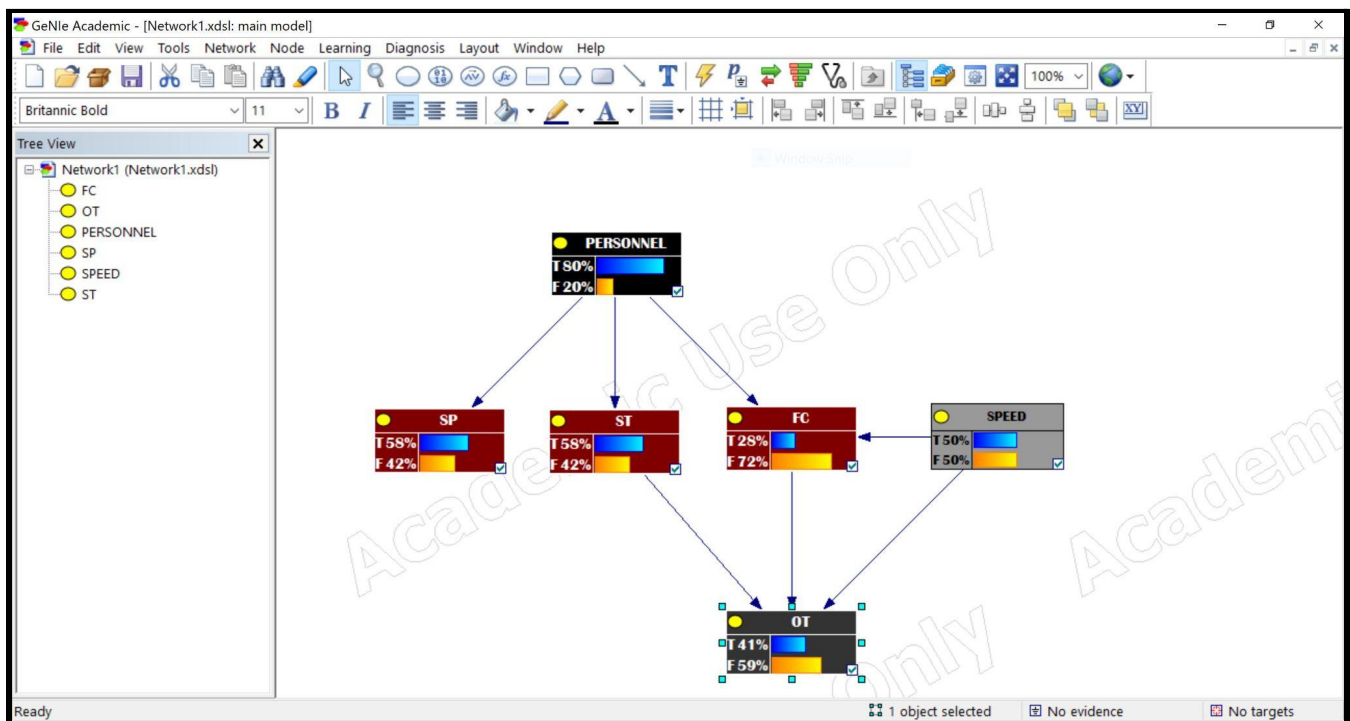 GeNIe Academic - [Network1.xdsl: main model]
File Edit View Tools Network Node Learning Diagnosis Layout Window Help
100%
Britannic Bold 11 B I A
Tree View
Network1 (Network1.xdsl)
FC
OT
PERSONNEL
SP
SPEED
ST
Window Snip
PERSONNEL
T 80%
F 20%
SP
T 58%
F 42%
ST
T 58%
F 42%
FC
T 28%
F 72%
SPEED
T 50%
F 50%
OT
T 41%
F 59%
Academic Use Only
Academi
Only
Ready
1 object selected
No evidence
No targets